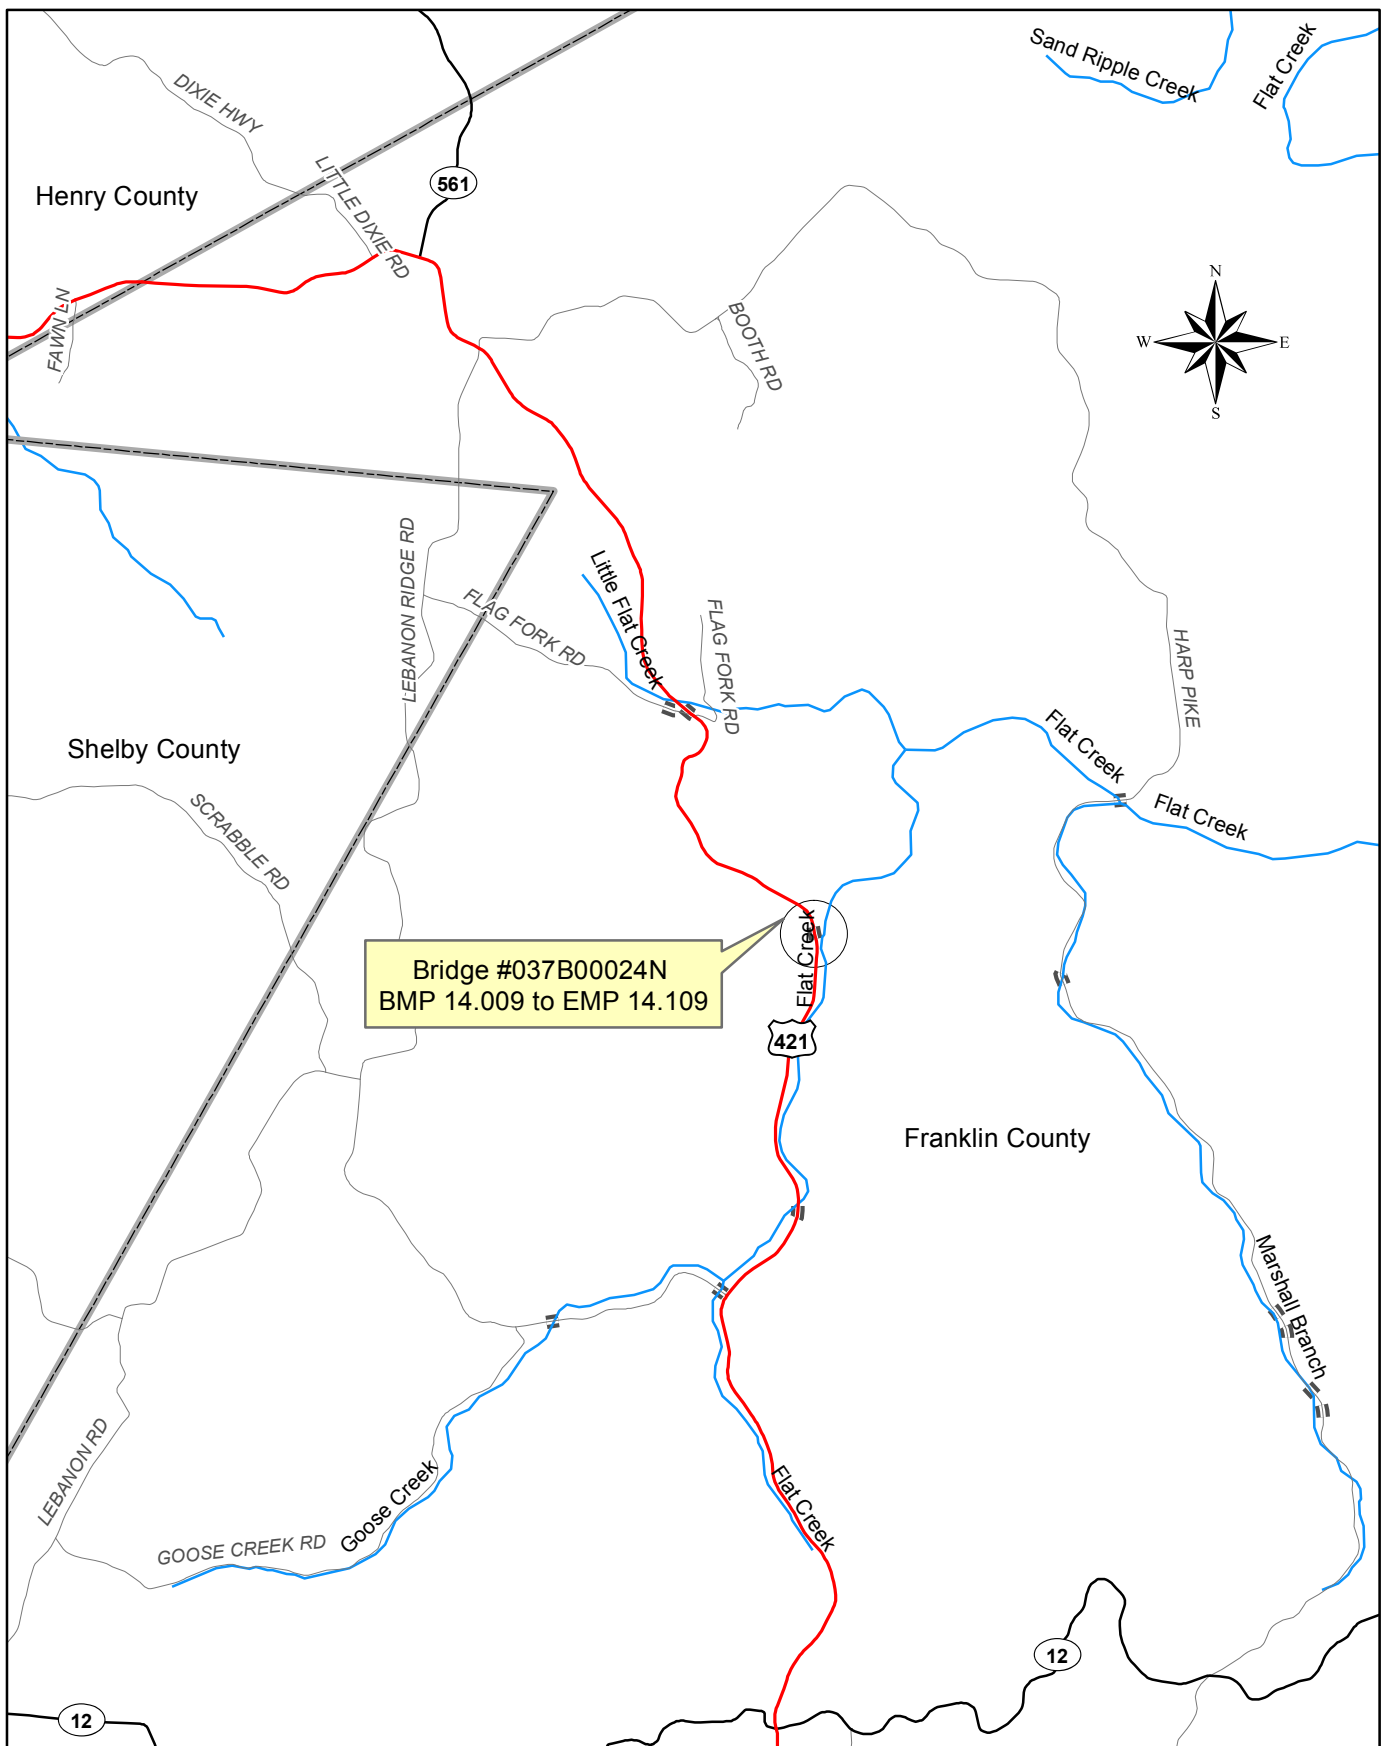 Sand Ripple Creek
Flat Creek
DIXIE HWY
LITTLE DIXIE RD
561
Henry County
N
W
E
S
FAWN LN
BOOTH RD
LEBANON RIDGE RD
FLAG FORK RD
Little Flat Creek
FLAG FORK RD
HARP PIKE
Shelby County
Flat Creek
Flat Creek
SCRABBLE RD
Bridge #037B00024N
BMP 14.009 to EMP 14.109
Flat Creek
421
Franklin County
Marshall Branch
LEBANON RD
Goose Creek
GOOSE CREEK RD
Flat Creek
12
12